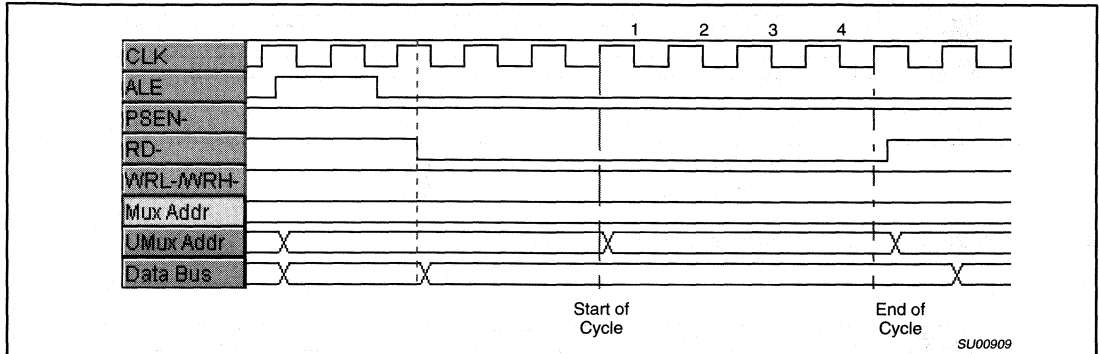 1 2 3 4
CLK
ALE
PSEN-
RD-
WRL-/WRH-
Mux Addr
UMux Addr
Data Bus
Start of
Cycle
End of
Cycle
SU00909